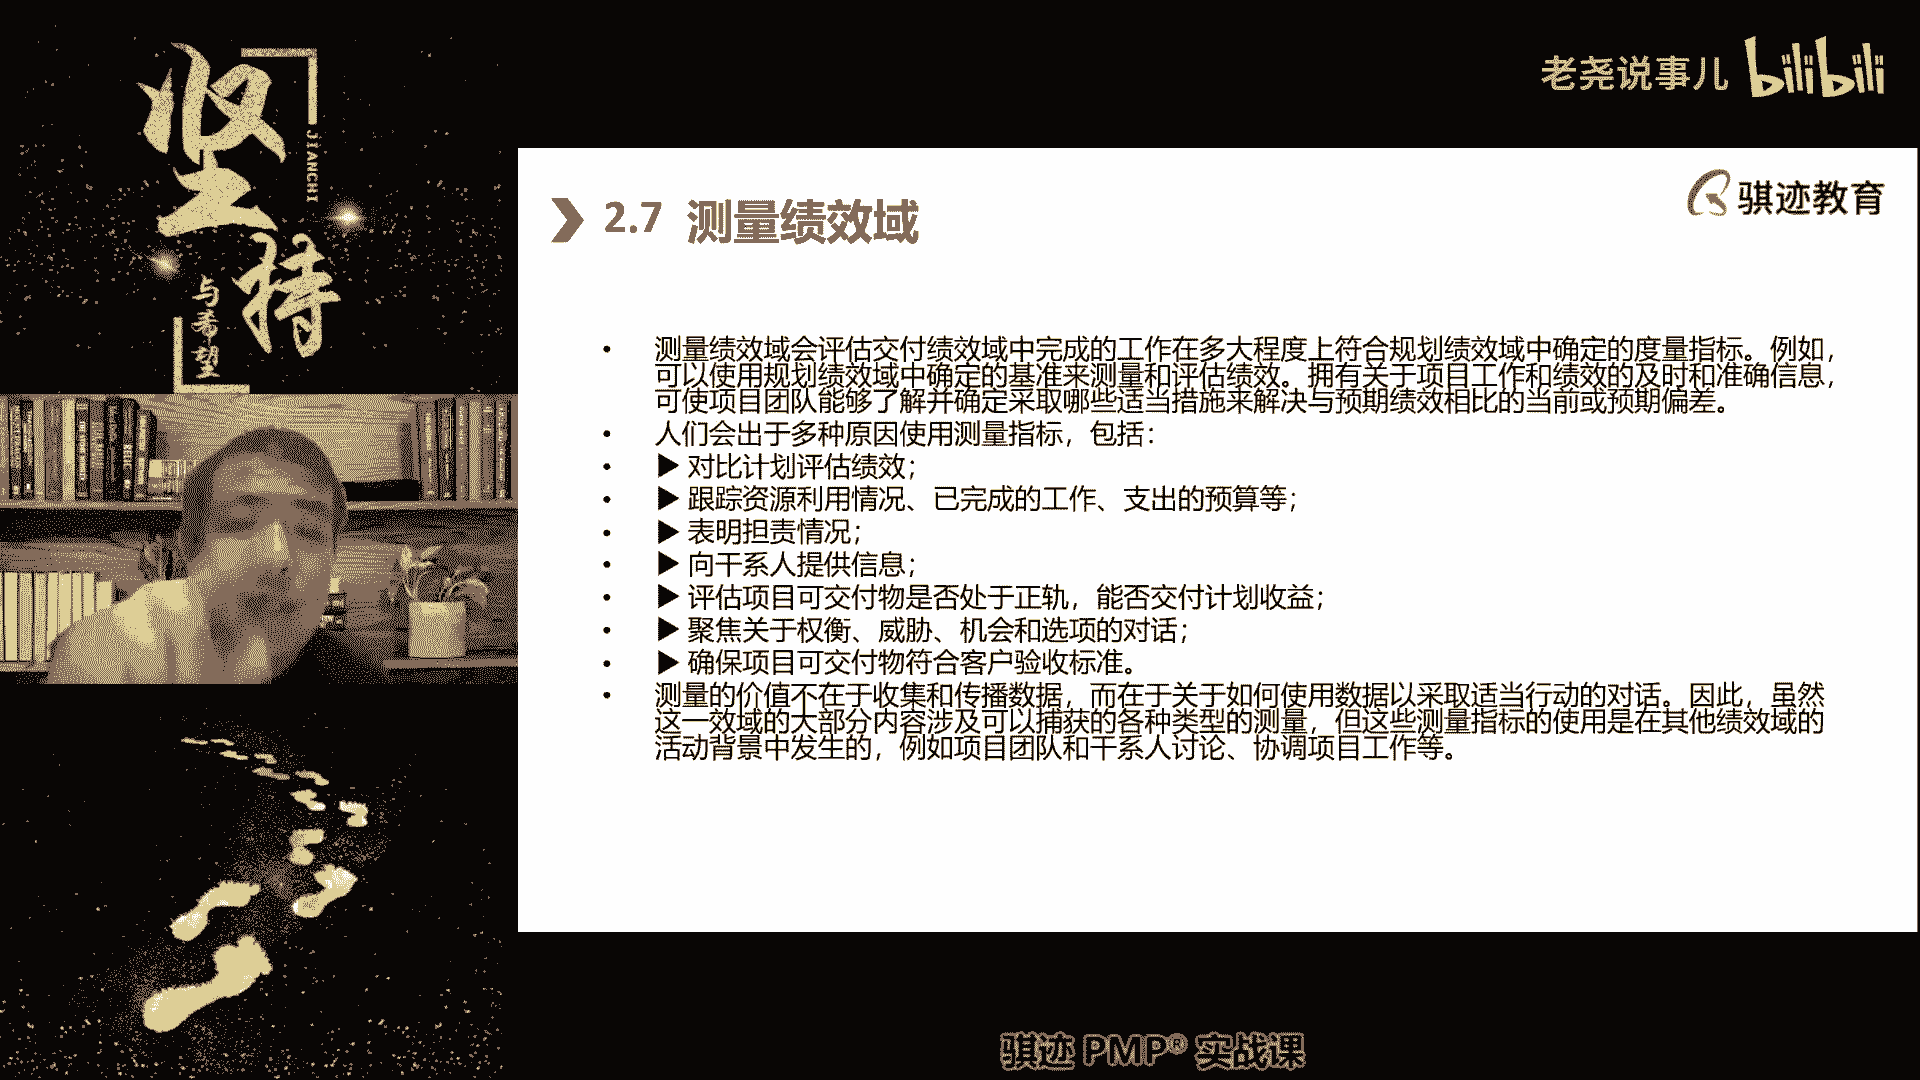 坚持
JIANCHI
与希望
老尧说事儿 bilibili
骐迹教育
2.7 测量绩效域
• 测量绩效域会评估交付绩效域中完成的工作在多大程度上符合规划绩效域中确定的度量指标。例如，
可以使用规划绩效域中确定的基准来测量和评估绩效。拥有关于项目工作和绩效的及时和准确信息，
可使项目团队能够了解并确定采取哪些适当措施来解决与预期绩效相比的当前或预期偏差。
• 人们会出于多种原因使用测量指标，包括：
• ▶ 对比计划评估绩效；
• ▶ 跟踪资源利用情况、已完成的工作、支出的预算等；
• ▶ 表明担责情况；
• ▶ 向干系人提供信息；
• ▶ 评估项目可交付物是否处于正轨，能否交付计划收益；
• ▶ 聚焦关于权衡、威胁、机会和选项的对话；
• ▶ 确保项目可交付物符合客户验收标准。
• 测量的价值不在于收集和传播数据，而在于关于如何使用数据以采取适当行动的对话。因此，虽然
这一效域的大部分内容涉及可以捕获的各种类型的测量，但这些测量指标的使用是在其他绩效域的
活动背景中发生的，例如项目团队和干系人讨论、协调项目工作等。
骐迹 PMP® 实战课